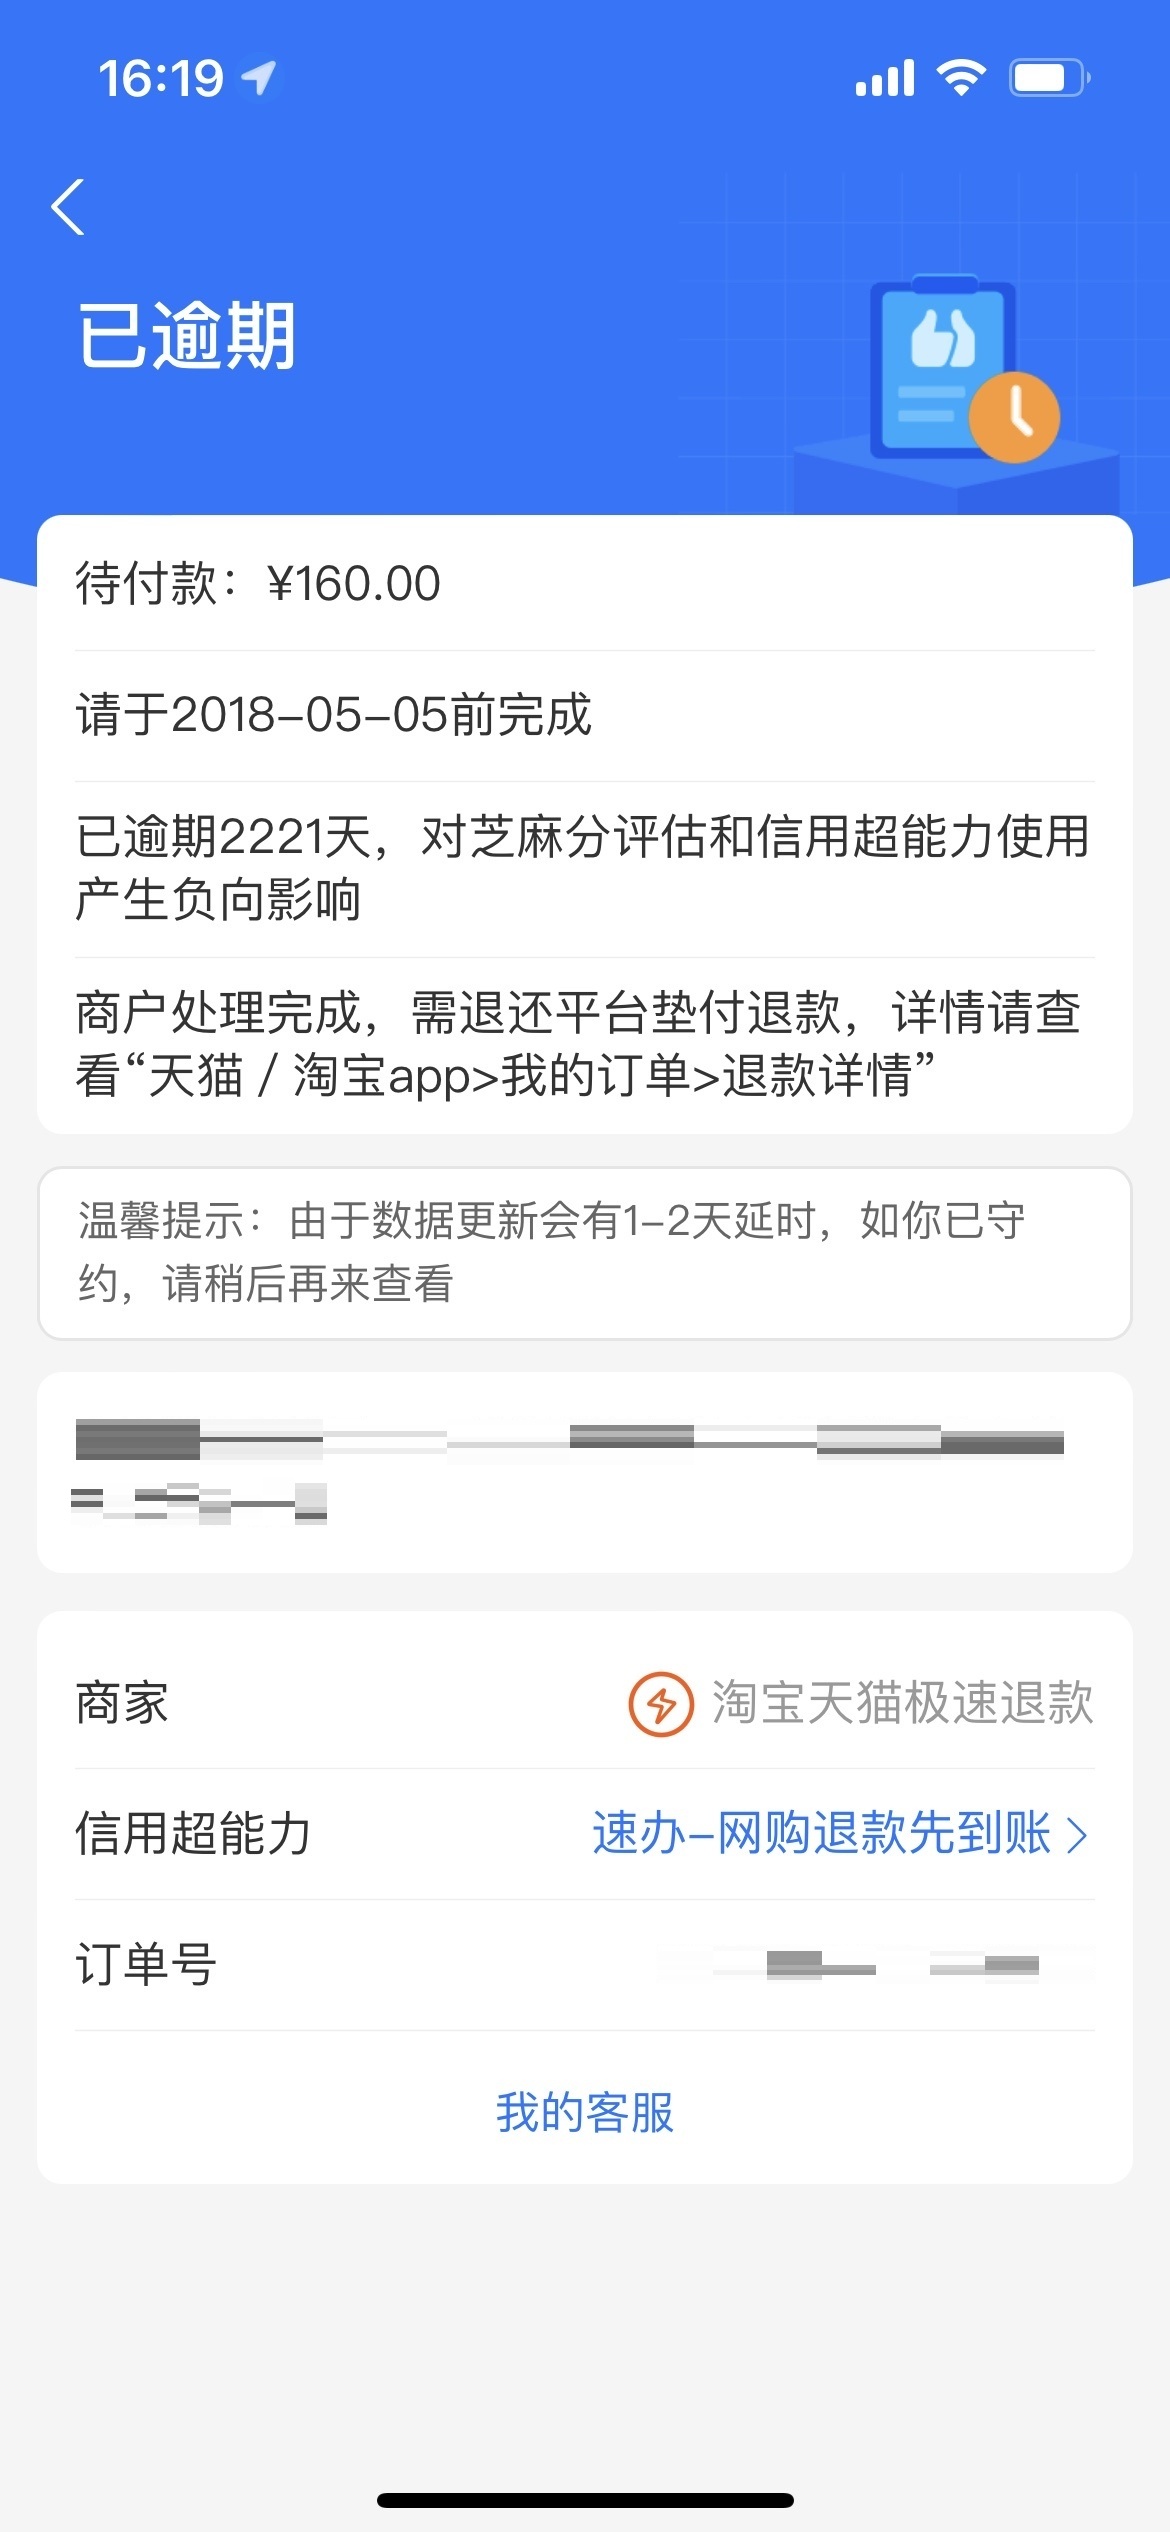 16:19
已逾期
待付款：¥160.00
请于2018-05-05前完成
已逾期2221天，对芝麻分评估和信用超能力使用
产生负向影响
商户处理完成，需退还平台垫付退款，详情请查
看“天猫 / 淘宝app>我的订单>退款详情”
温馨提示：由于数据更新会有1-2天延时，如你已守
约，请稍后再来查看
商家 淘宝天猫极速退款
信用超能力 速办-网购退款先到账
订单号
我的客服